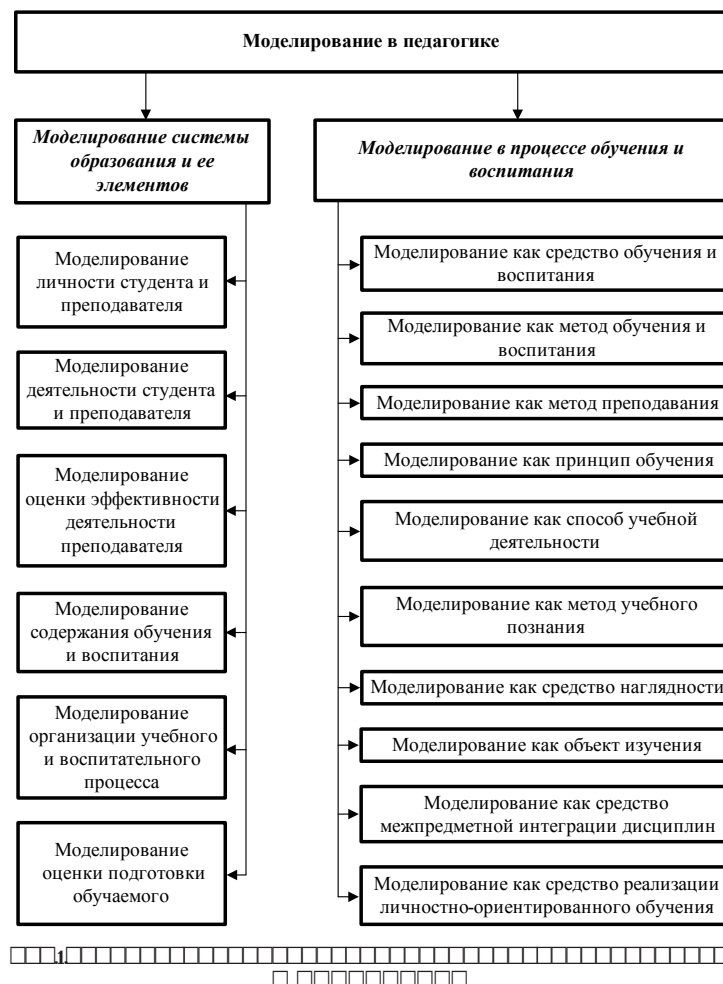 Моделирование в педагогике
Моделирование системы
образования и ее
элементов
Моделирование
личности студента и
преподавателя
Моделирование
деятельности студента
и преподавателя
Моделирование
оценки эффективности
деятельности
преподавателя
Моделирование
содержания обучения
и воспитания
Моделирование
организации учебного
и воспитательного
процесса
Моделирование
оценки подготовки
обучаемого
Моделирование в процессе обучения и
воспитания
Моделирование как средство обучения и
воспитания
Моделирование как метод обучения и
воспитания
Моделирование как метод преподавания
Моделирование как принцип обучения
Моделирование как способ учебной
деятельности
Моделирование как метод учебного
познания
Моделирование как средство наглядности
Моделирование как объект изучения
Моделирование как средство
межпредметной интеграции дисциплин
Моделирование как средство реализации
личностно-ориентированного обучения
.1.